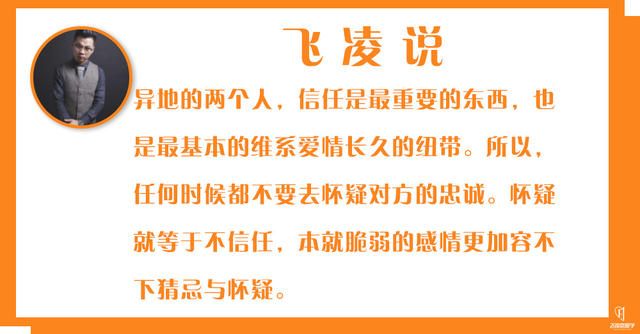 飞凌说
异地的两个人，信任是最重要的东西，也
是最基本的维系爱情长久的纽带。所以，
任何时候都不要去怀疑对方的忠诚。怀疑
就等于不信任，本就脆弱的感情更加容不
下猜忌与怀疑。